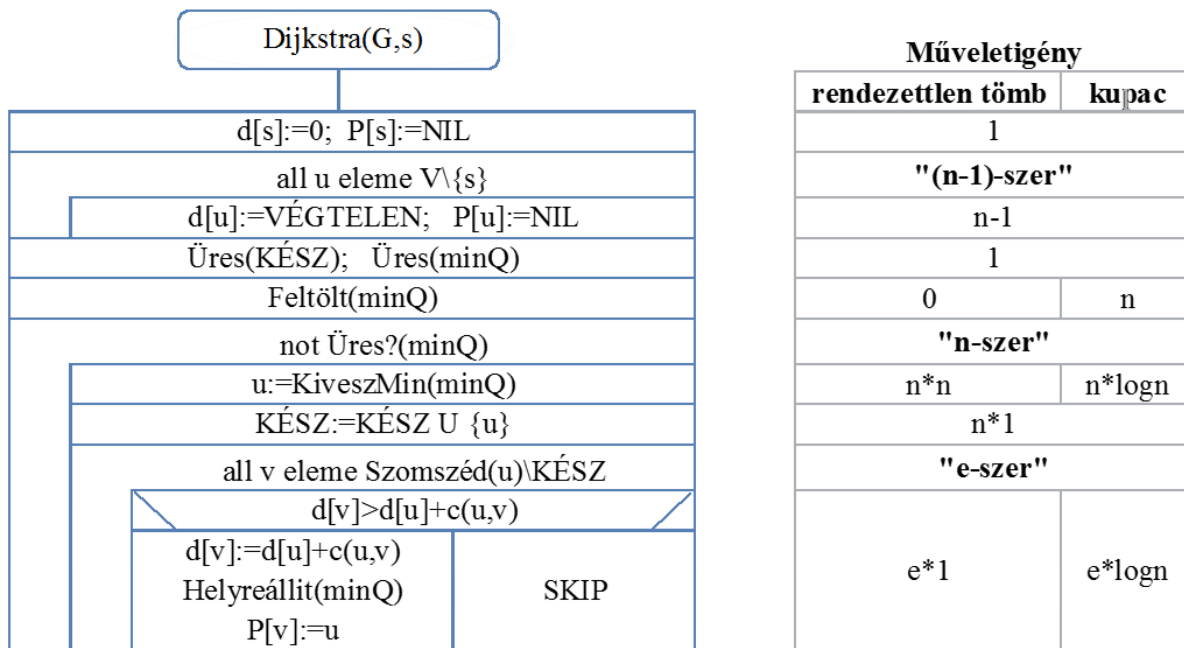 Dijkstra(G,s)
Műveletigény
rendezettlen tömb kupac
d[s]:=0; P[s]:=NIL 1
all u eleme V\{s} "(n-1)-szer"
d[u]:=VÉGTELEN; P[u]:=NIL n-1
Üres(KÉSZ); Üres(minQ) 1
Feltölt(minQ) 0 n
not Üres?(minQ) "n-szer"
u:=KiveszMin(minQ) n*n n*logn
KÉSZ:=KÉSZ U {u} n*1
all v eleme Szomszéd(u)\KÉSZ "e-szer"
d[v]>d[u]+c(u,v)
d[v]:=d[u]+c(u,v)
Helyreállit(minQ) SKIP e*1 e*logn
P[v]:=u